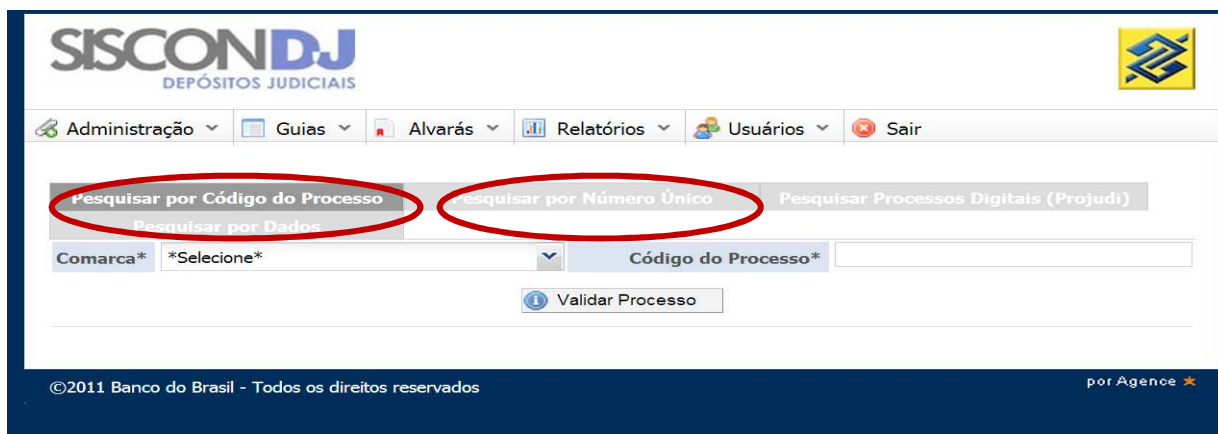 SISCONDJ
DEPÓSITOS JUDICIAIS
Administração Guias Alvarás Relatórios Usuários Sair
Pesquisar por Código do Processo Pesquisar por Número Único Pesquisar Processos Digitais (Projudi)
Pesquisar por Dados
Comarca* *Selecione* Código do Processo*
Validar Processo
©2011 Banco do Brasil - Todos os direitos reservados por Agence